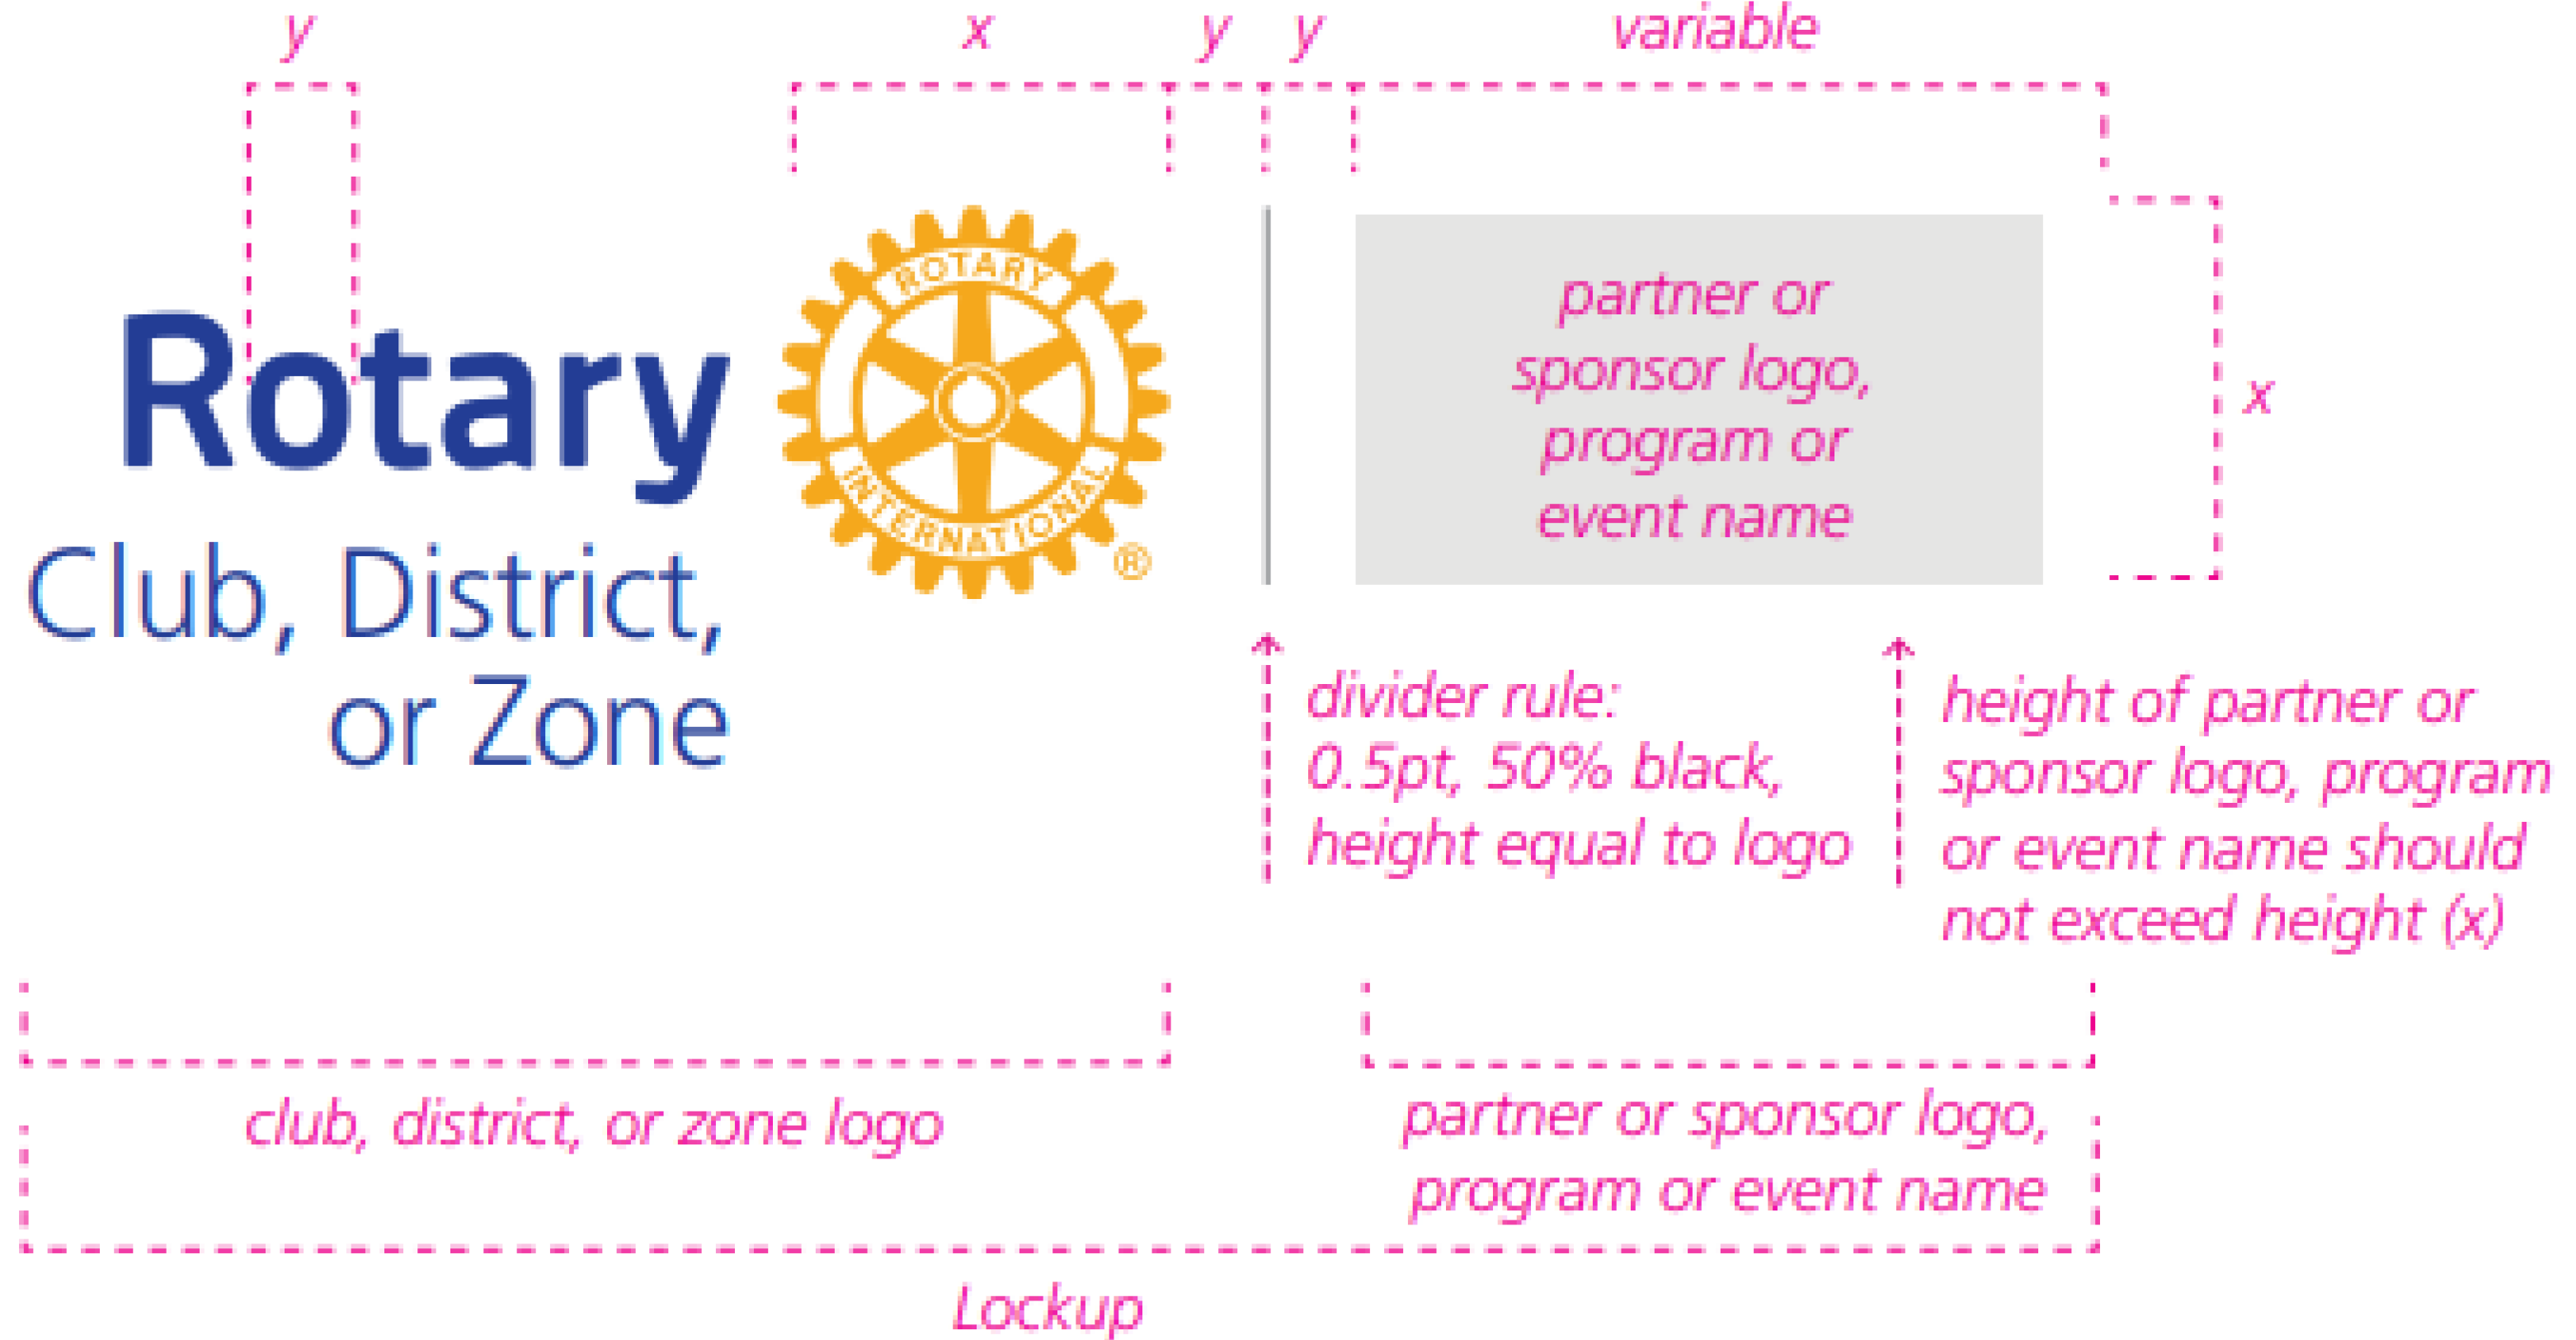 y
x
y
y
variable
Rotary
Club, District,
or Zone
ROTARY
INTERNATIONAL
®
partner or
sponsor logo,
program or
event name
x
divider rule:
0.5pt, 50% black,
height equal to logo
height of partner or
sponsor logo, program
or event name should
not exceed height (x)
club, district, or zone logo
partner or sponsor logo,
program or event name
Lockup